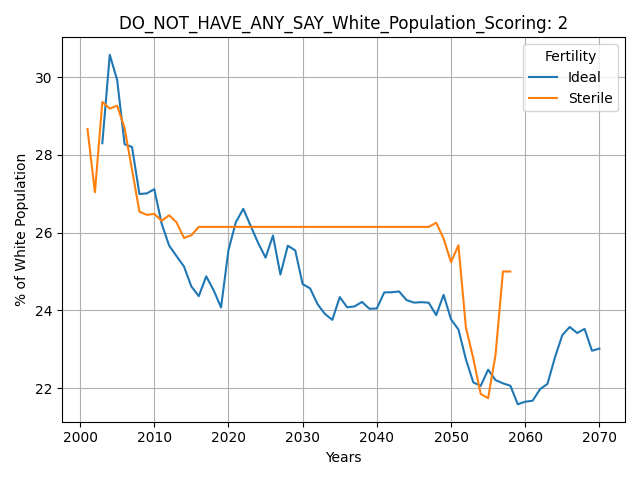 DO_NOT_HAVE_ANY_SAY_White_Population_Scoring: 2
Fertility
Ideal
Sterile
% of White Population
30
28
26
24
22
2000 2010 2020 2030 2040 2050 2060 2070
Years